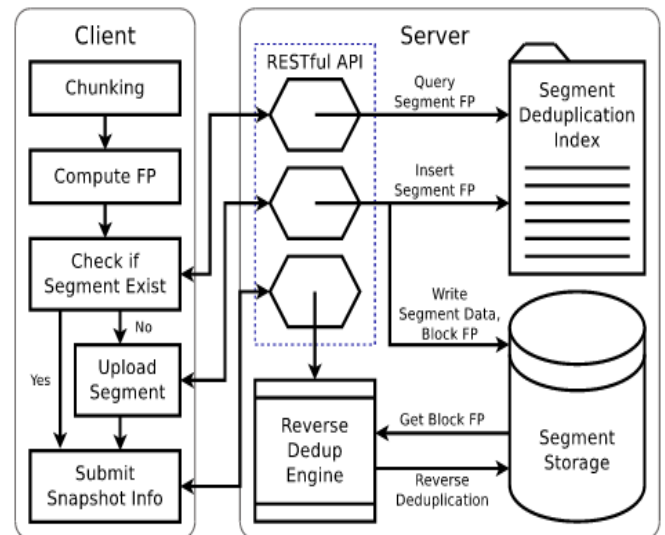 Client
Chunking
Compute FP
Check if
Segment Exist
No
Yes
Upload
Segment
Submit
Snapshot Info
Server
RESTful API
Query
Segment FP
Insert
Segment FP
Write
Segment Data,
Block FP
Segment
Deduplication
Index
Reverse
Dedup
Engine
Get Block FP
Reverse
Deduplication
Segment
Storage